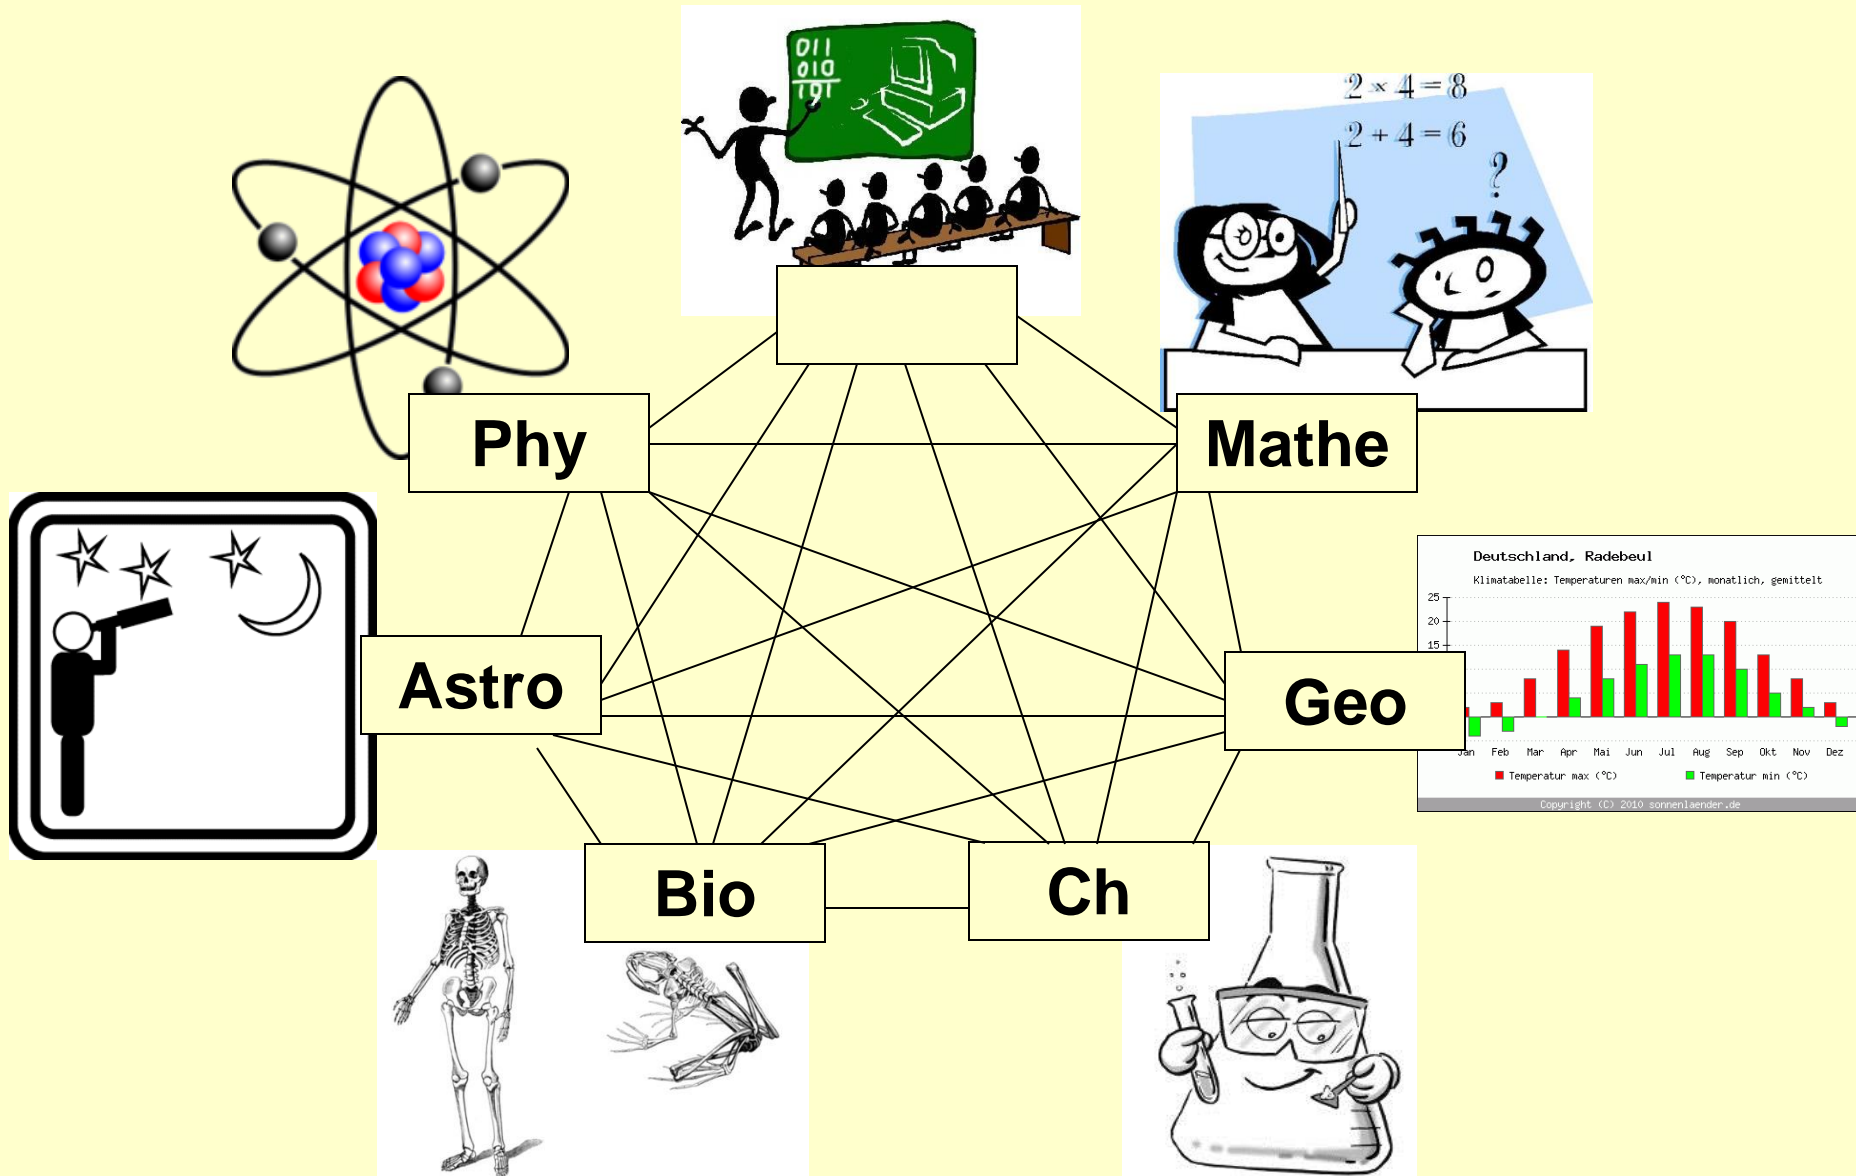 011
010
101
2 × 4 = 8
2 + 4 = 6
?
Phy
Mathe
Deutschland, Radebeul
Klimatabelle: Temperaturen max/min (°C), monatlich, gemittelt
25
20
15
Astro
Geo
Jan Feb Mar Apr Mai Jun Jul Aug Sep Okt Nov Dez
Temperatur max (°C) Temperatur min (°C)
Copyright (C) 2010 sonnenlaender.de
Bio
Ch